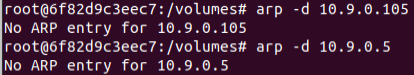 root@6f82d9c3eec7:/volumes# arp -d 10.9.0.105
No ARP entry for 10.9.0.105
root@6f82d9c3eec7:/volumes# arp -d 10.9.0.5
No ARP entry for 10.9.0.5